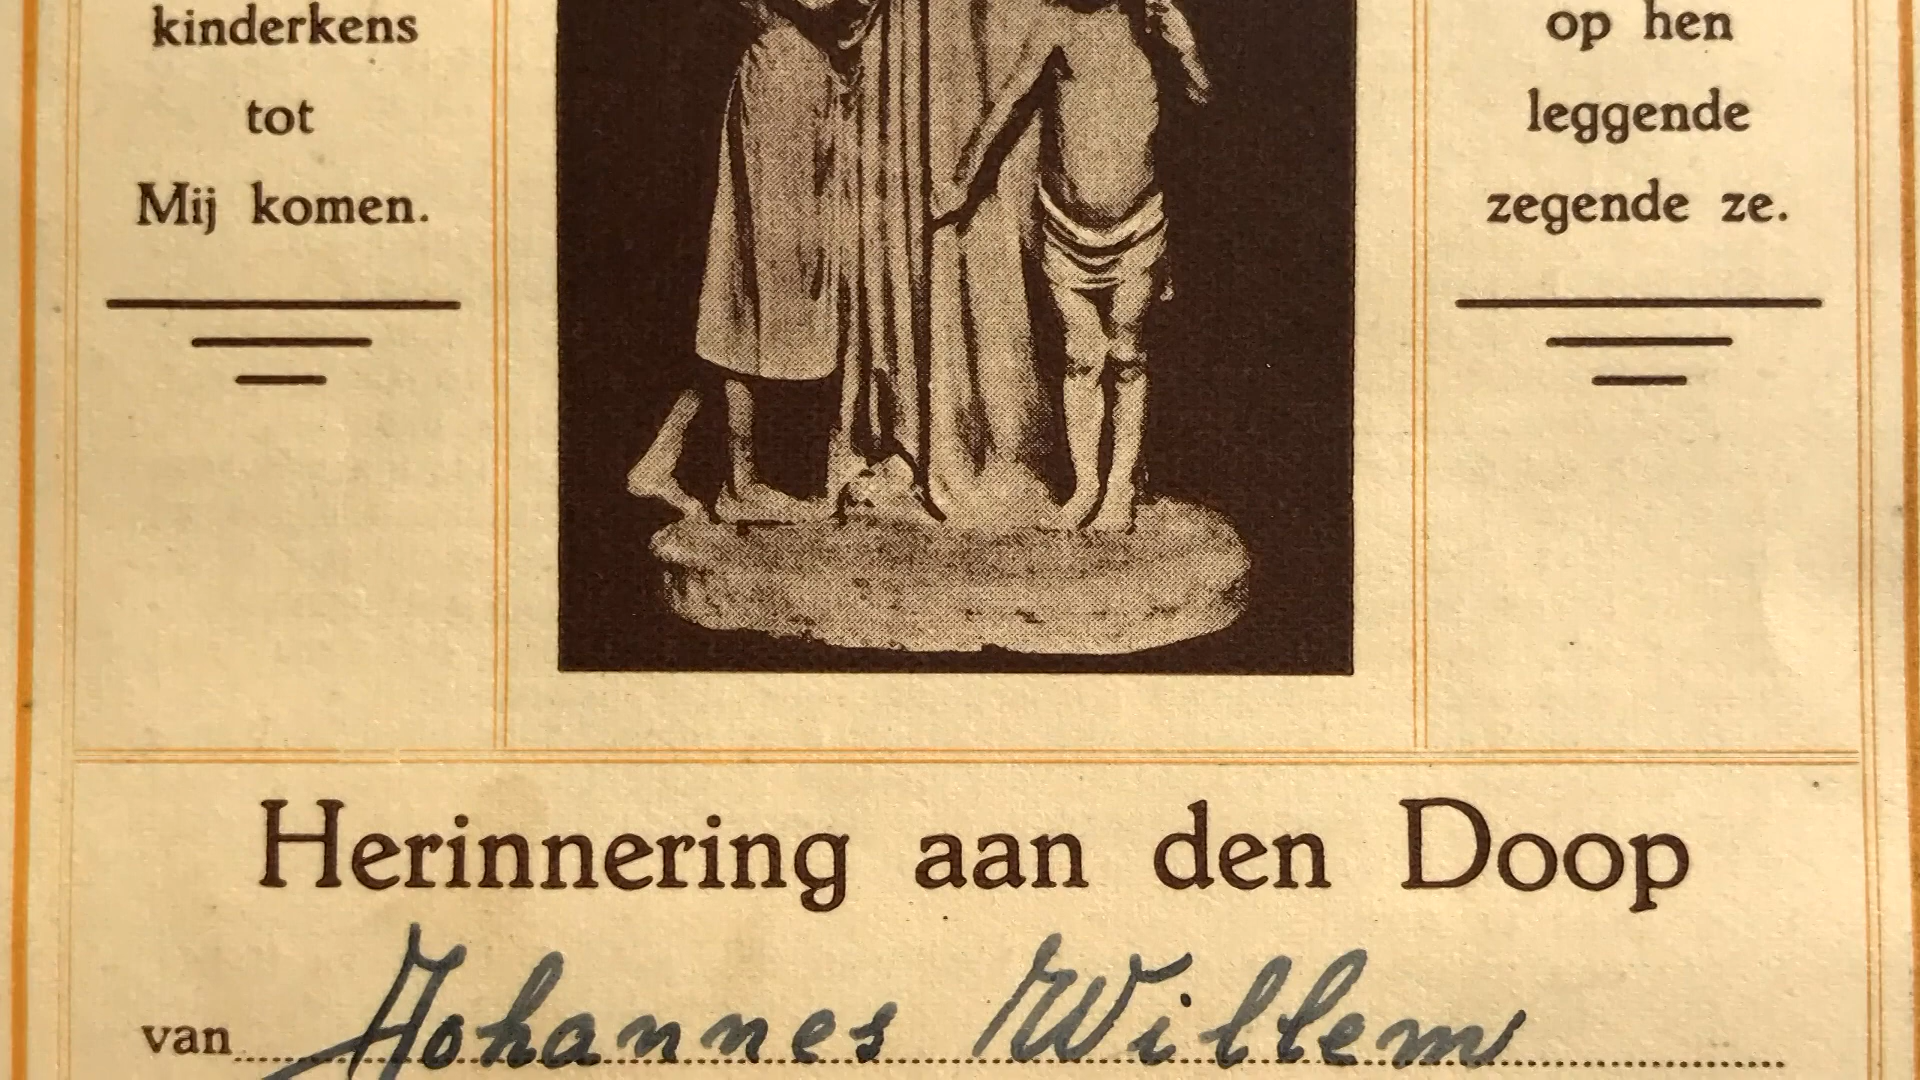 kinderkens
tot
Mij komen.
op hen
leggende
zegende ze.
Herinnering aan den Doop
van Johannes Willem